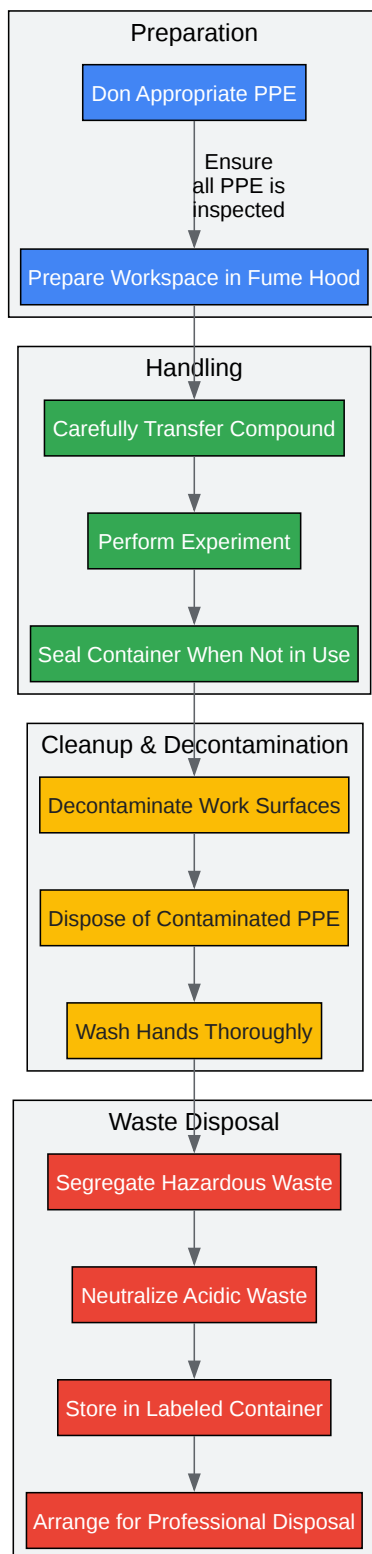 Preparation
Don Appropriate PPE
Ensure
all PPE is
inspected
Prepare Workspace in Fume Hood
Handling
Carefully Transfer Compound
Perform Experiment
Seal Container When Not in Use
Cleanup & Decontamination
Decontaminate Work Surfaces
Dispose of Contaminated PPE
Wash Hands Thoroughly
Waste Disposal
Segregate Hazardous Waste
Neutralize Acidic Waste
Store in Labeled Container
Arrange for Professional Disposal